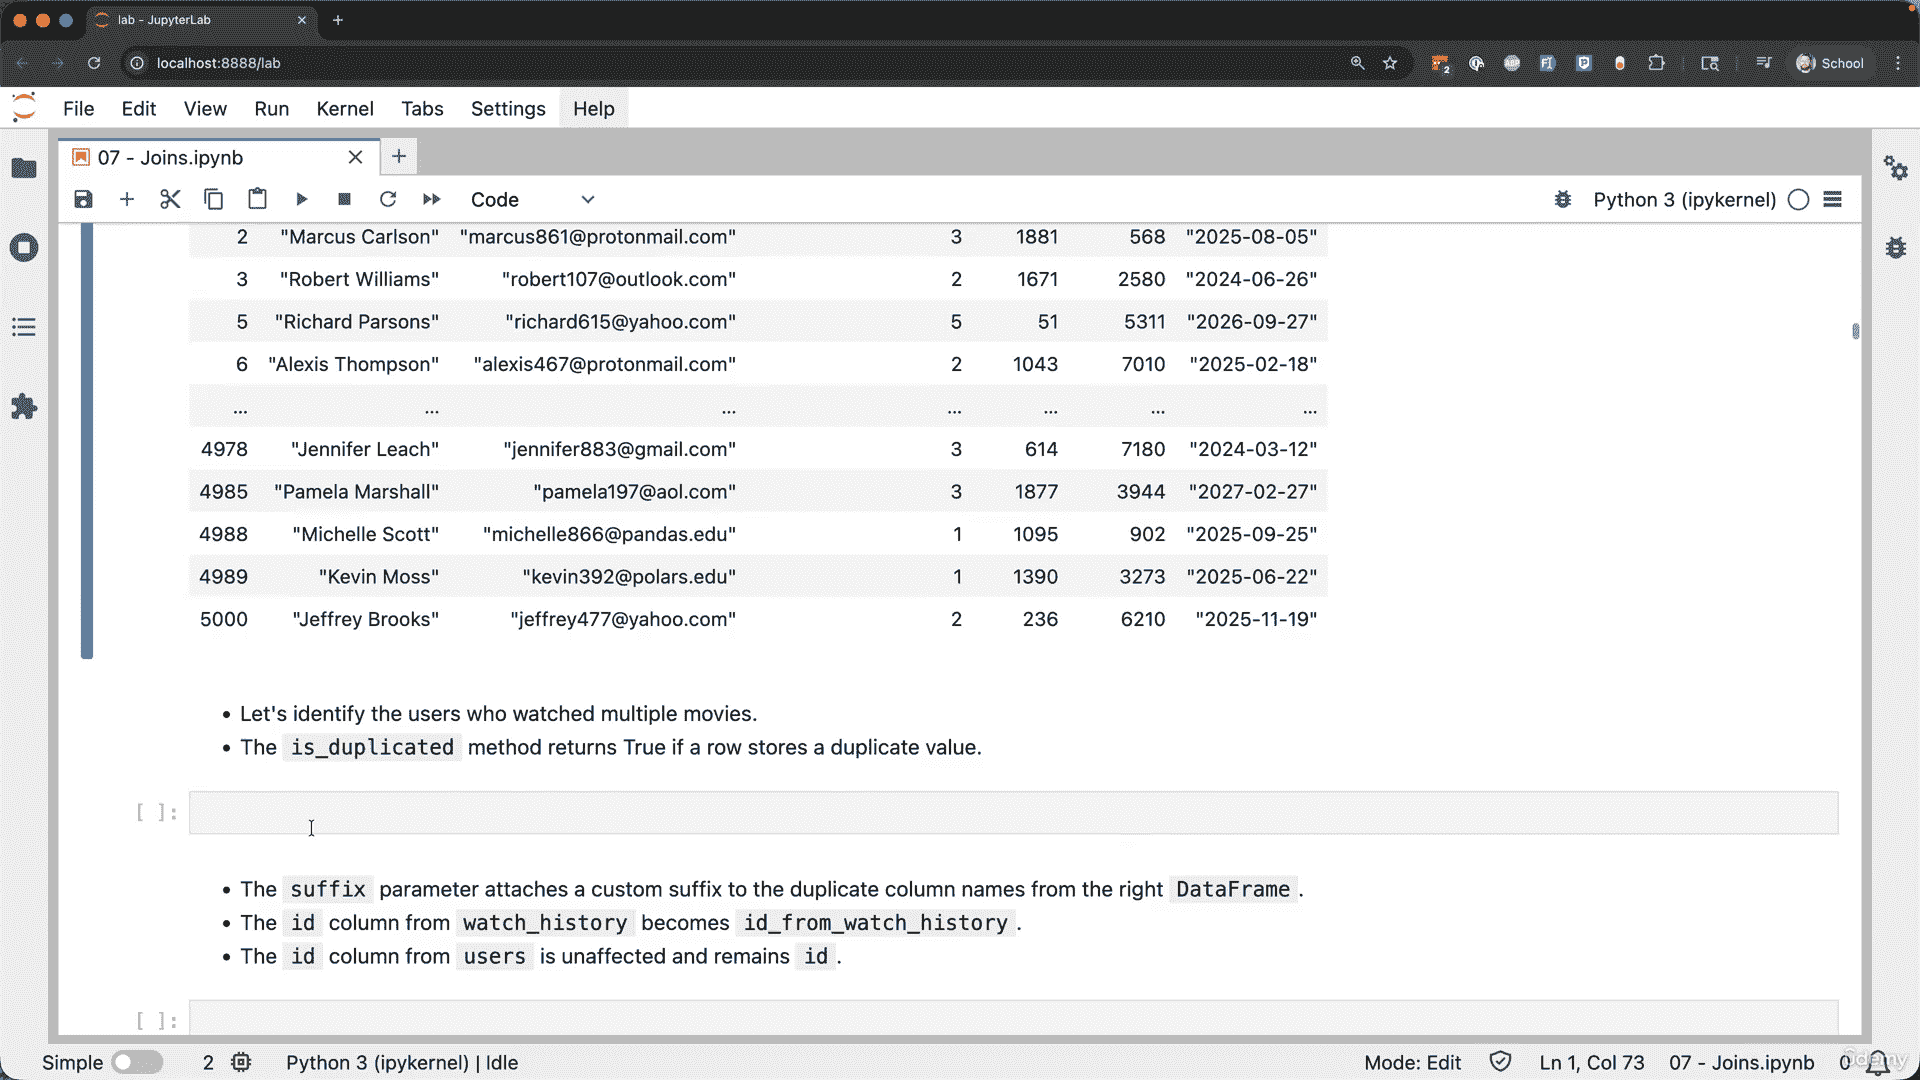 lab - JupyterLab
localhost:8888/lab
2
ABP
School
File Edit View Run Kernel Tabs Settings Help
07 - Joins.ipynb
Code
Python 3 (ipykernel)
2 "Marcus Carlson" "marcus861@protonmail.com" 3 1881 568 "2025-08-05"
3 "Robert Williams" "robert107@outlook.com" 2 1671 2580 "2024-06-26"
5 "Richard Parsons" "richard615@yahoo.com" 5 51 5311 "2026-09-27"
6 "Alexis Thompson" "alexis467@protonmail.com" 2 1043 7010 "2025-02-18"
... ... ... ... ... ... ...
4978 "Jennifer Leach" "jennifer883@gmail.com" 3 614 7180 "2024-03-12"
4985 "Pamela Marshall" "pamela197@aol.com" 3 1877 3944 "2027-02-27"
4988 "Michelle Scott" "michelle866@pandas.edu" 1 1095 902 "2025-09-25"
4989 "Kevin Moss" "kevin392@polars.edu" 1 1390 3273 "2025-06-22"
5000 "Jeffrey Brooks" "jeffrey477@yahoo.com" 2 236 6210 "2025-11-19"
• Let's identify the users who watched multiple movies.
• The is_duplicated method returns True if a row stores a duplicate value.
[ ]:
• The suffix parameter attaches a custom suffix to the duplicate column names from the right DataFrame.
• The id column from watch_history becomes id_from_watch_history.
• The id column from users is unaffected and remains id.
[ ]:
Simple 2 Python 3 (ipykernel) | Idle Mode: Edit Ln 1, Col 73 07 - Joins.ipynb 0
Udemy